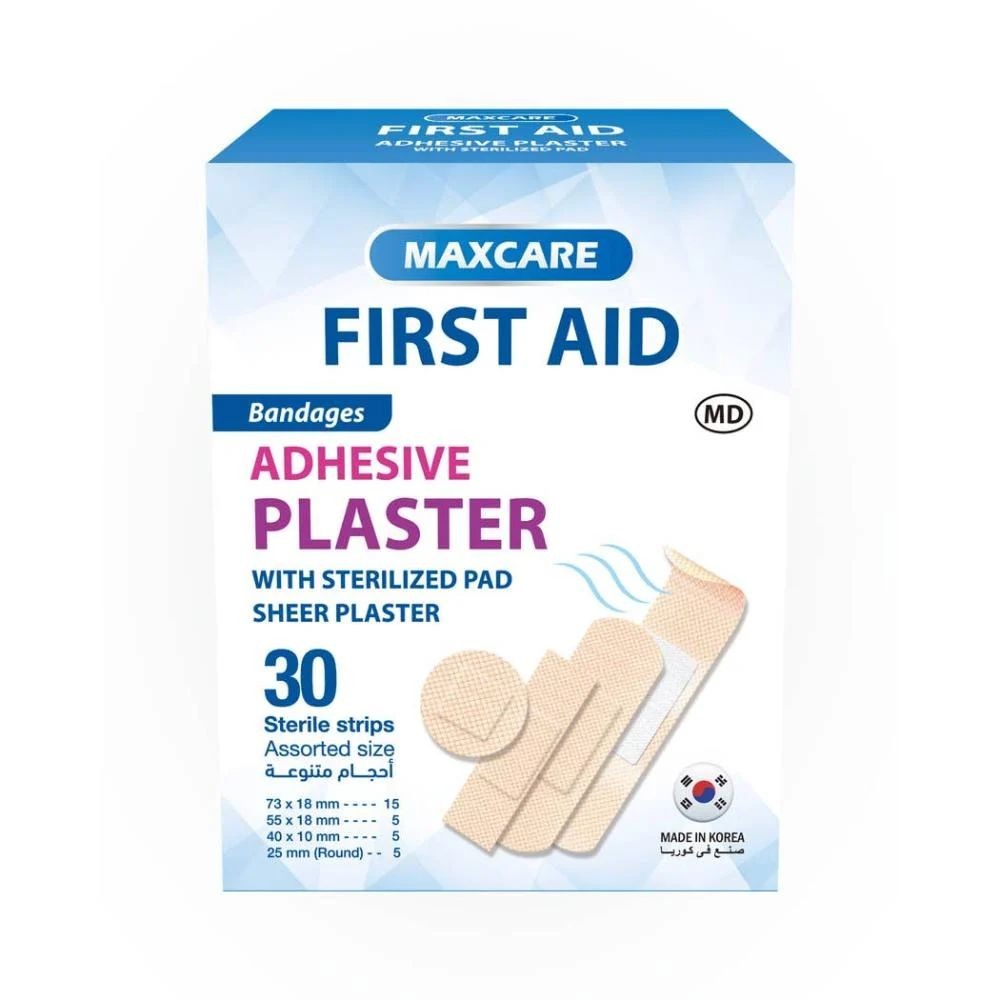 MAXCARE
FIRST AID
ADHESIVE PLASTER
WITH STERILIZED PAD
MAXCARE
FIRST AID
Bandages
MD
ADHESIVE
PLASTER
WITH STERILIZED PAD
SHEER PLASTER
30
Sterile strips
Assorted size
أحجام متنوعة
73 x 18 mm ---- 15
55 x 18 mm ---- 5
40 x 10 mm ---- 5
25 mm (Round) -- 5
MADE IN KOREA
صنع فى كوريا